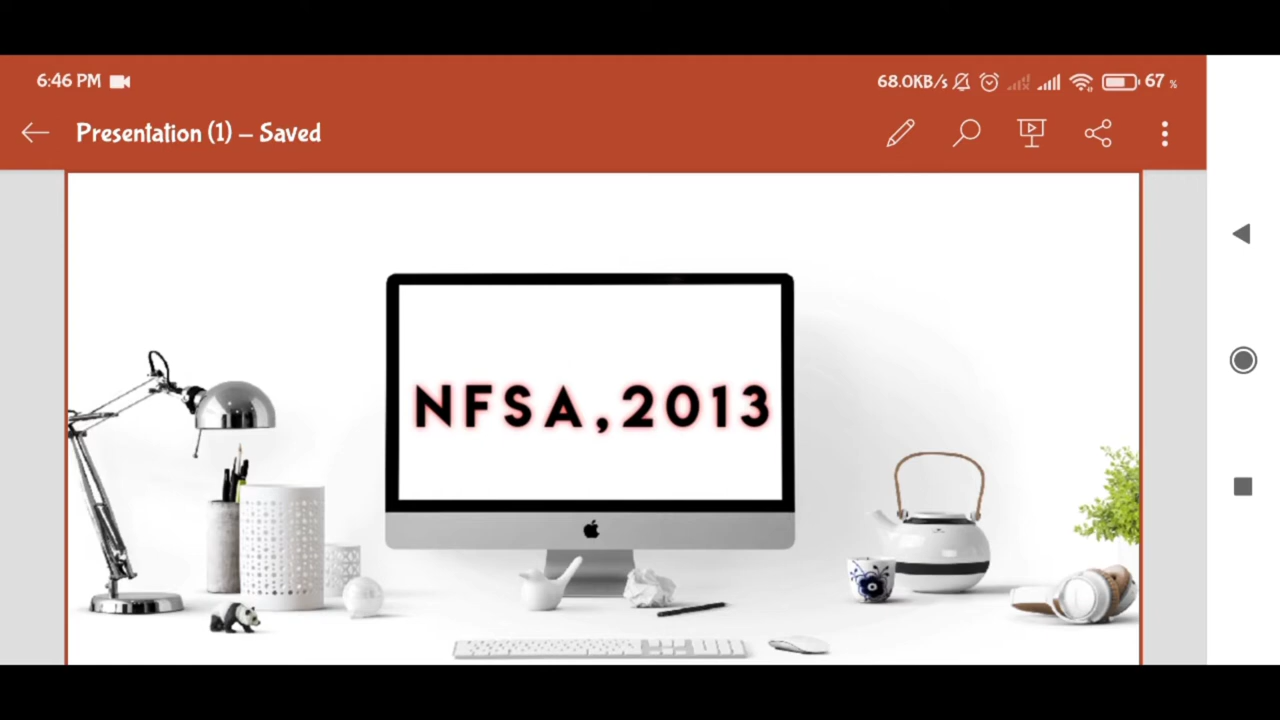 6:46 PM
68.0KB/s 67 %
Presentation (1) – Saved
NFSA,2013